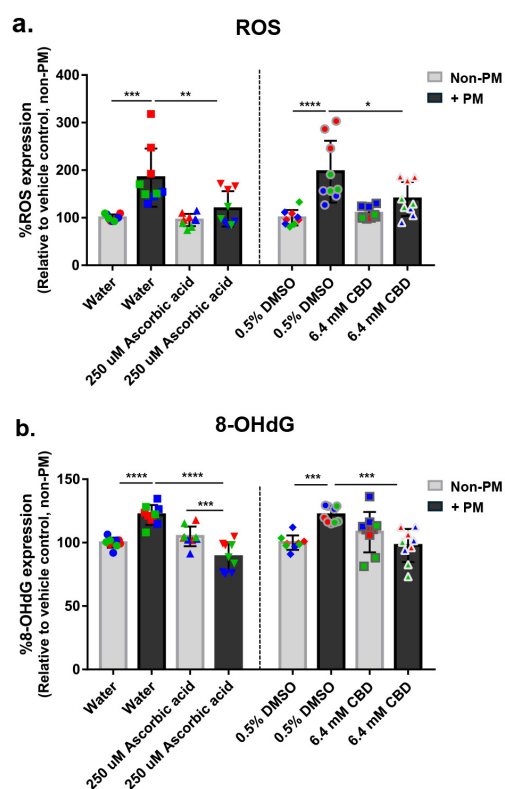 a.
ROS
%ROS expression
(Relative to vehicle control, non-PM)
400
300
200
100
0
***
**
****
*
Non-PM
+ PM
Water
Water
250 uM Ascorbic acid
250 uM Ascorbic acid
0.5% DMSO
0.5% DMSO
6.4 mM CBD
6.4 mM CBD
b.
8-OHdG
%8-OHdG expression
(Relative to vehicle control, non-PM)
150
100
50
0
****
****
***
***
***
Non-PM
+ PM
Water
Water
250 uM Ascorbic acid
250 uM Ascorbic acid
0.5% DMSO
0.5% DMSO
6.4 mM CBD
6.4 mM CBD